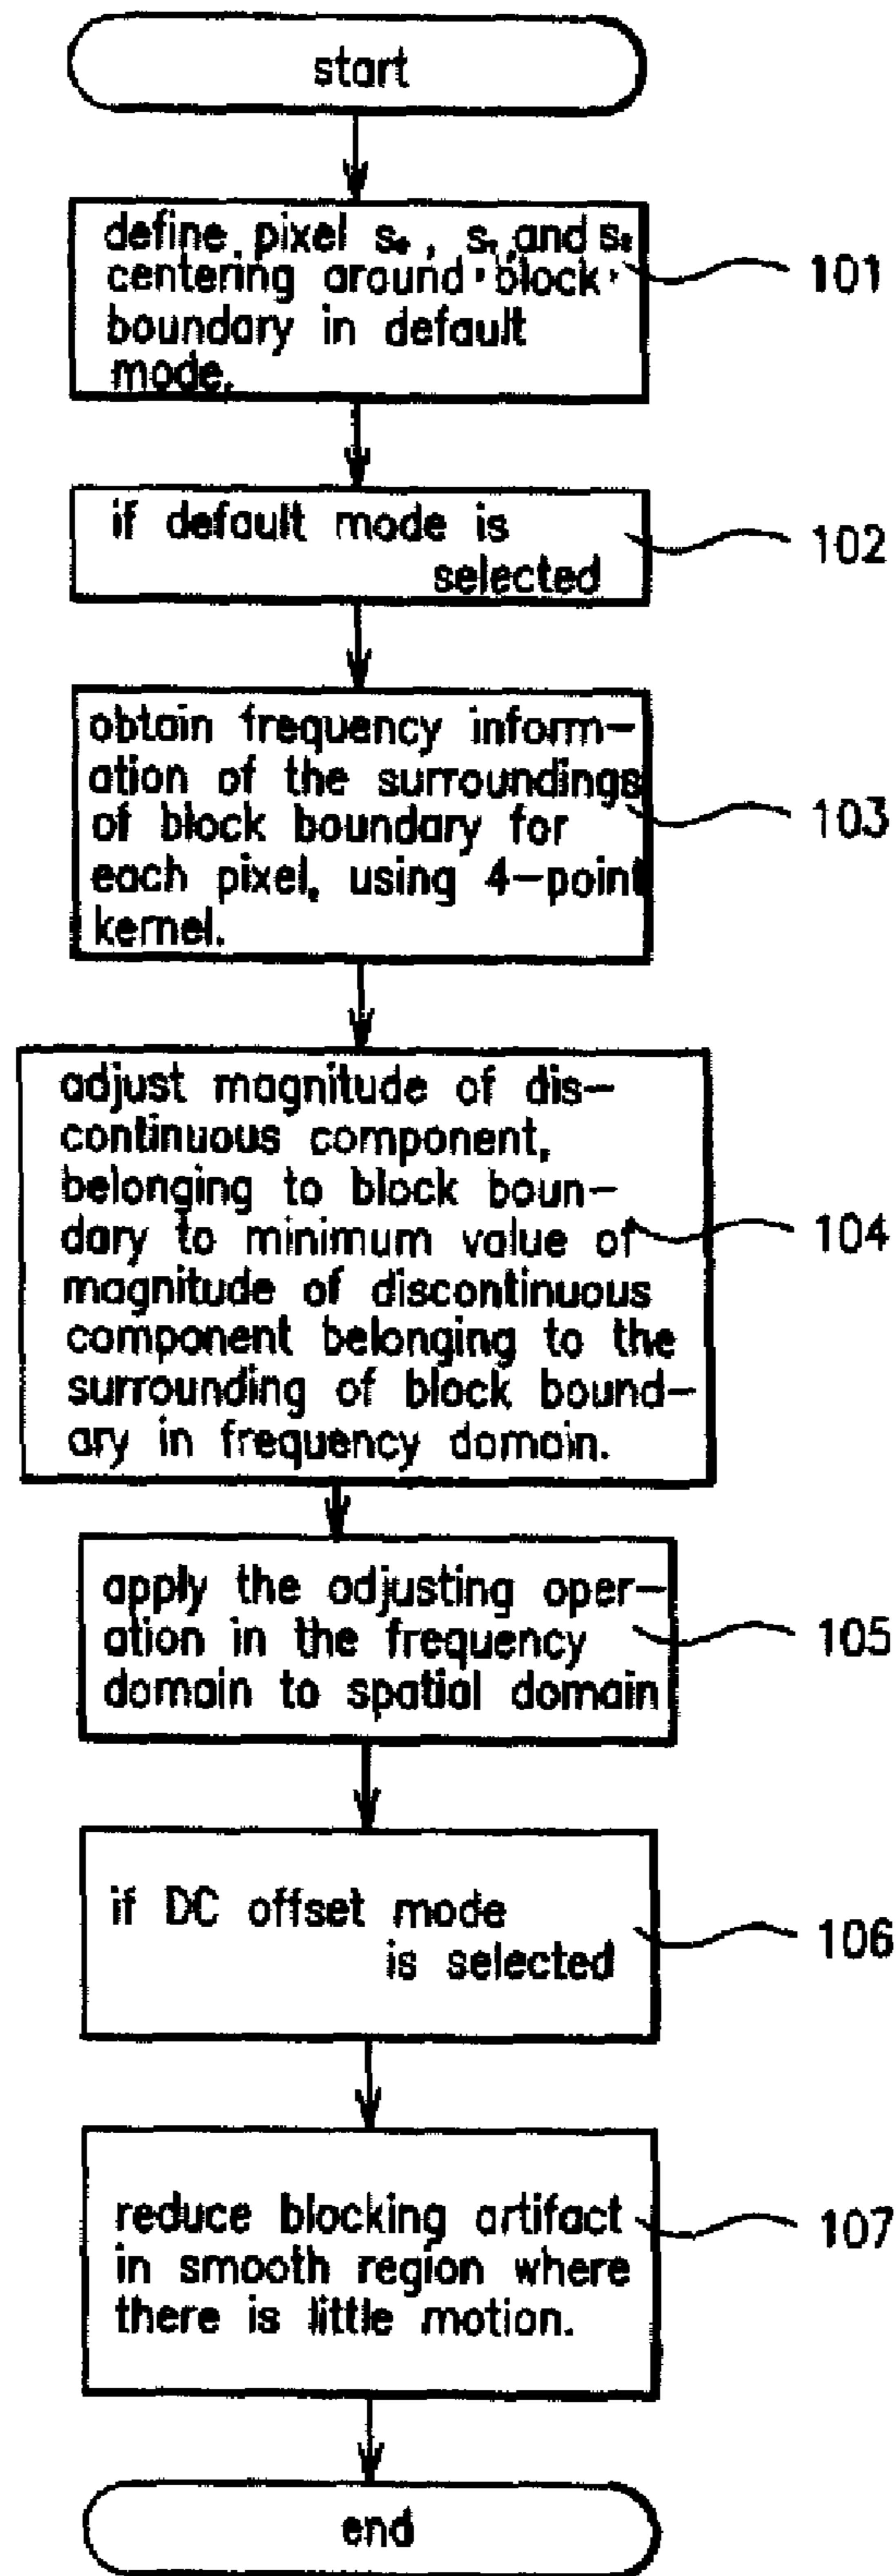 start
define pixel s₀, s₁ and s₂
centering around block
boundary in default
mode.
101
if default mode is
selected
102
obtain frequency inform-
ation of the surroundings
of block boundary for
each pixel, using 4-point
kernel.
103
adjust magnitude of dis-
continuous component,
belonging to block boun-
dary to minimum value of
magnitude of discontinuous
component belonging to the
surrounding of block bound-
ary in frequency domain.
104
apply the adjusting oper-
ation in the frequency
domain to spatial domain
105
if DC offset mode
is selected
106
reduce blocking artifact
in smooth region where
there is little motion.
107
end